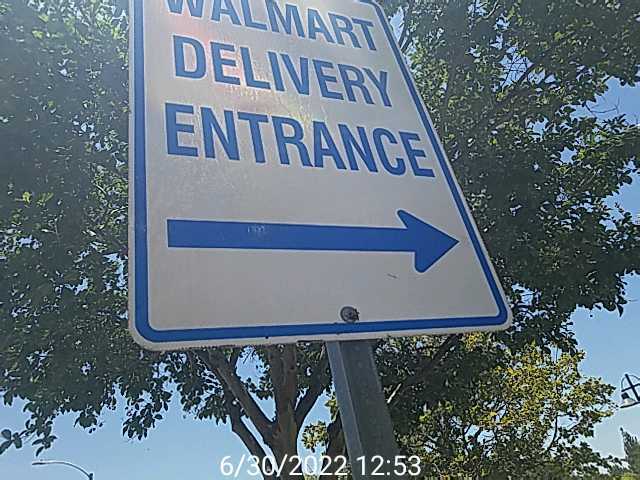 WALMART
DELIVERY
ENTRANCE
6/30/2022 12:53